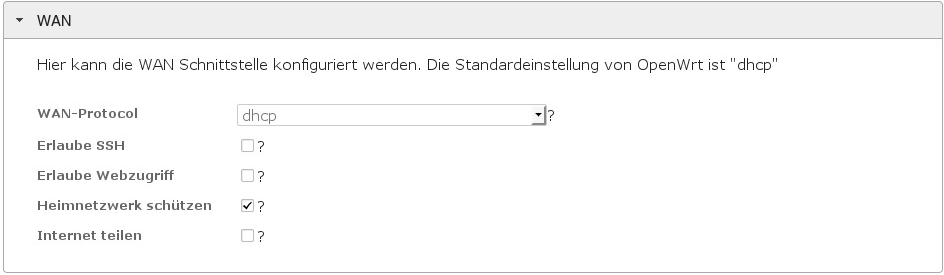 WAN
Hier kann die WAN Schnittstelle konfiguriert werden. Die Standardeinstellung von OpenWrt ist "dhcp"
WAN-Protocol dhcp ?
Erlaube SSH ?
Erlaube Webzugriff ?
Heimnetzwerk schützen ?
Internet teilen ?